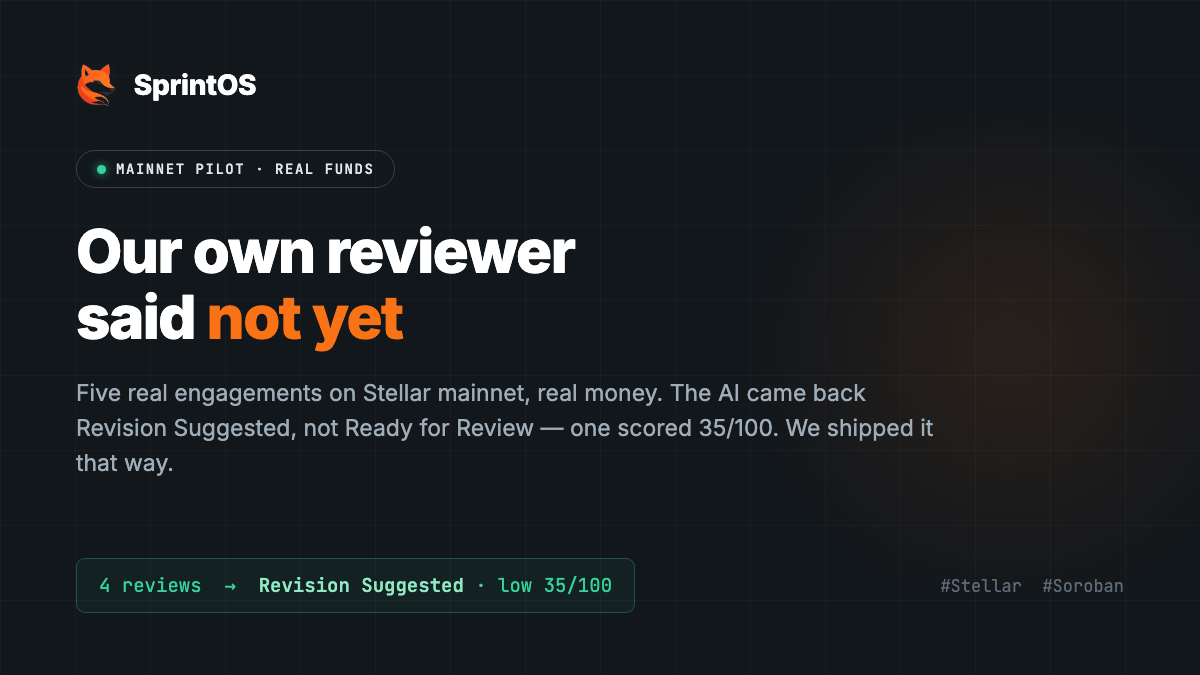 SprintOS
MAINNET PILOT · REAL FUNDS
Our own reviewer
said not yet
Five real engagements on Stellar mainnet, real money. The AI came back
Revision Suggested, not Ready for Review — one scored 35/100. We shipped it
that way.
4 reviews → Revision Suggested · low 35/100
#Stellar #Soroban